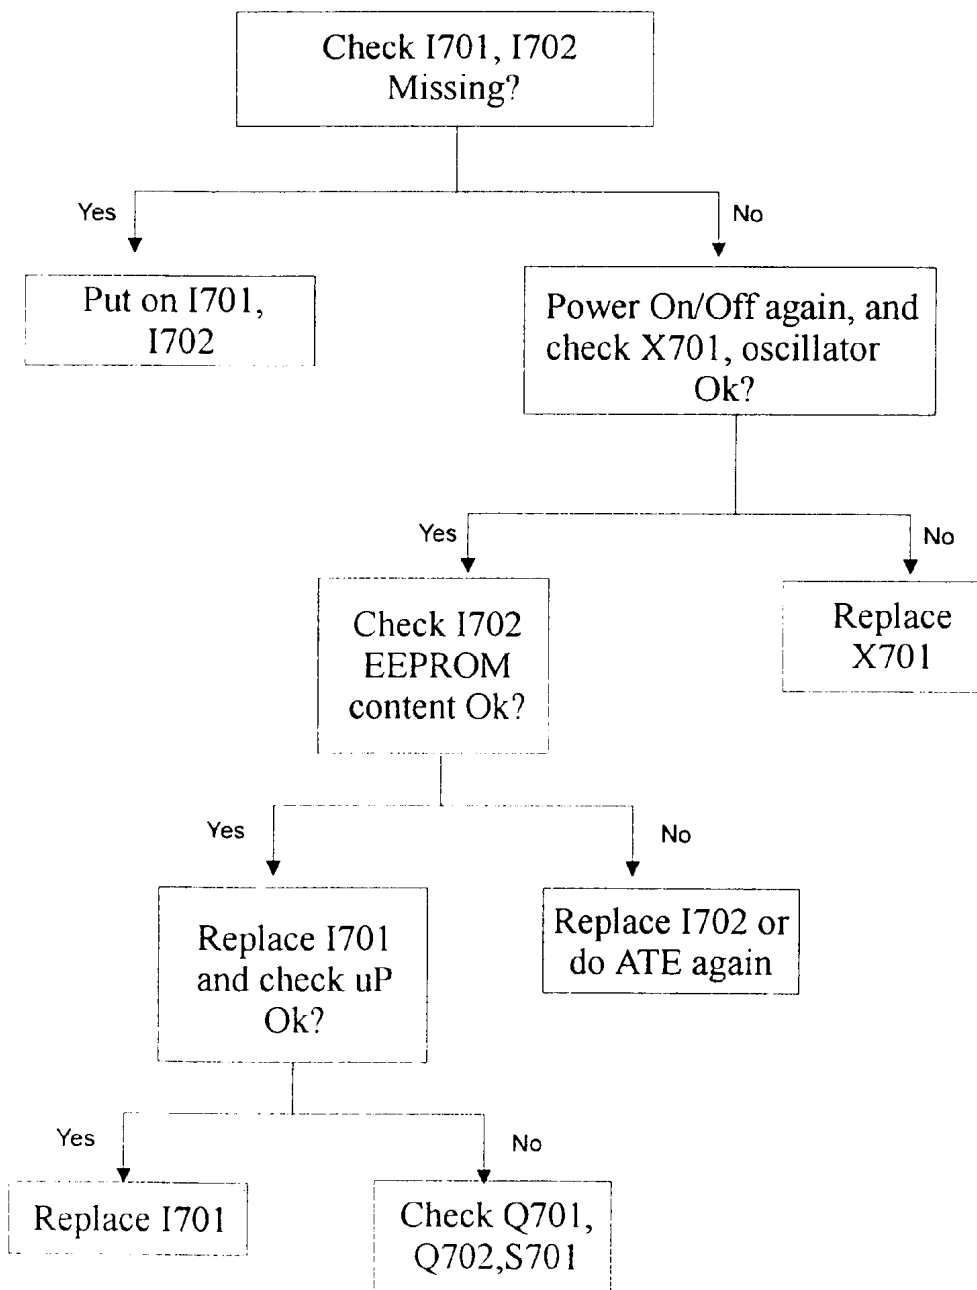 Check I701, I702
Missing?
Yes
No
Put on I701,
I702
Power On/Off again, and
check X701, oscillator
Ok?
Yes
No
Check I702
EEPROM
content Ok?
Replace
X701
Yes
No
Replace I701
and check uP
Ok?
Replace I702 or
do ATE again
Yes
No
Replace I701
Check Q701,
Q702,S701